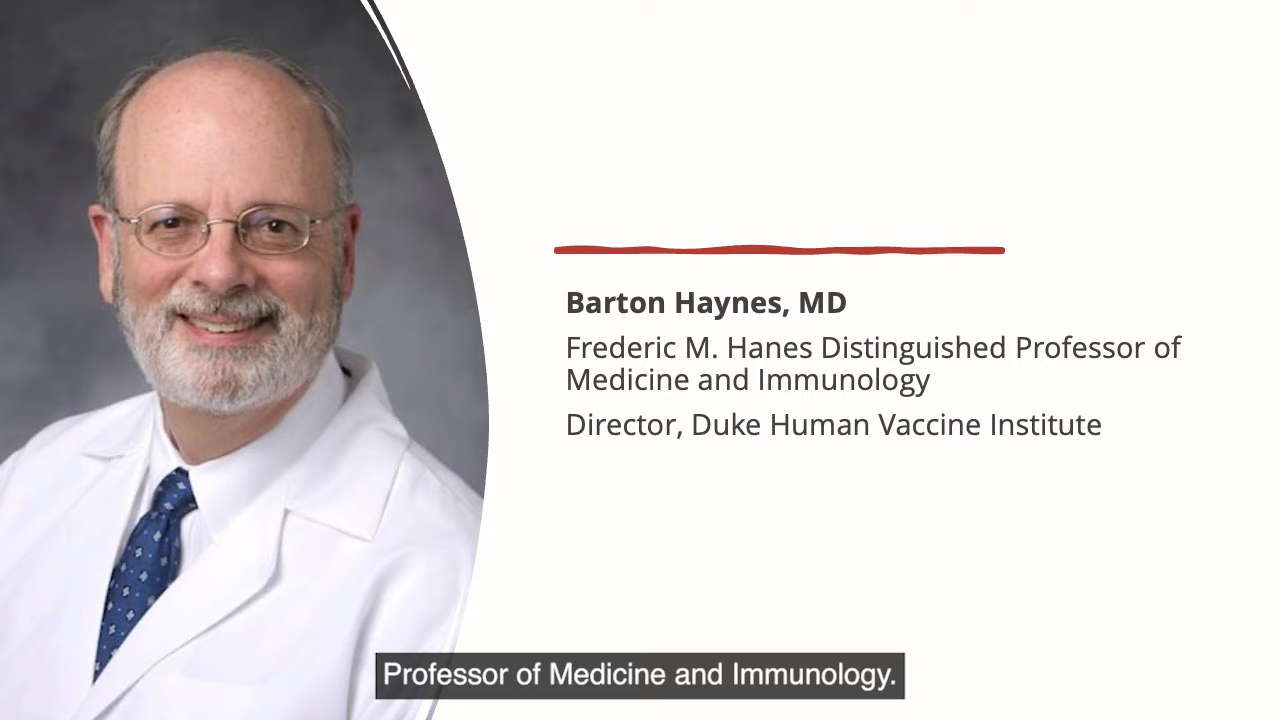 Barton Haynes, MD
Frederic M. Hanes Distinguished Professor of
Medicine and Immunology
Director, Duke Human Vaccine Institute
Professor of Medicine and Immunology.